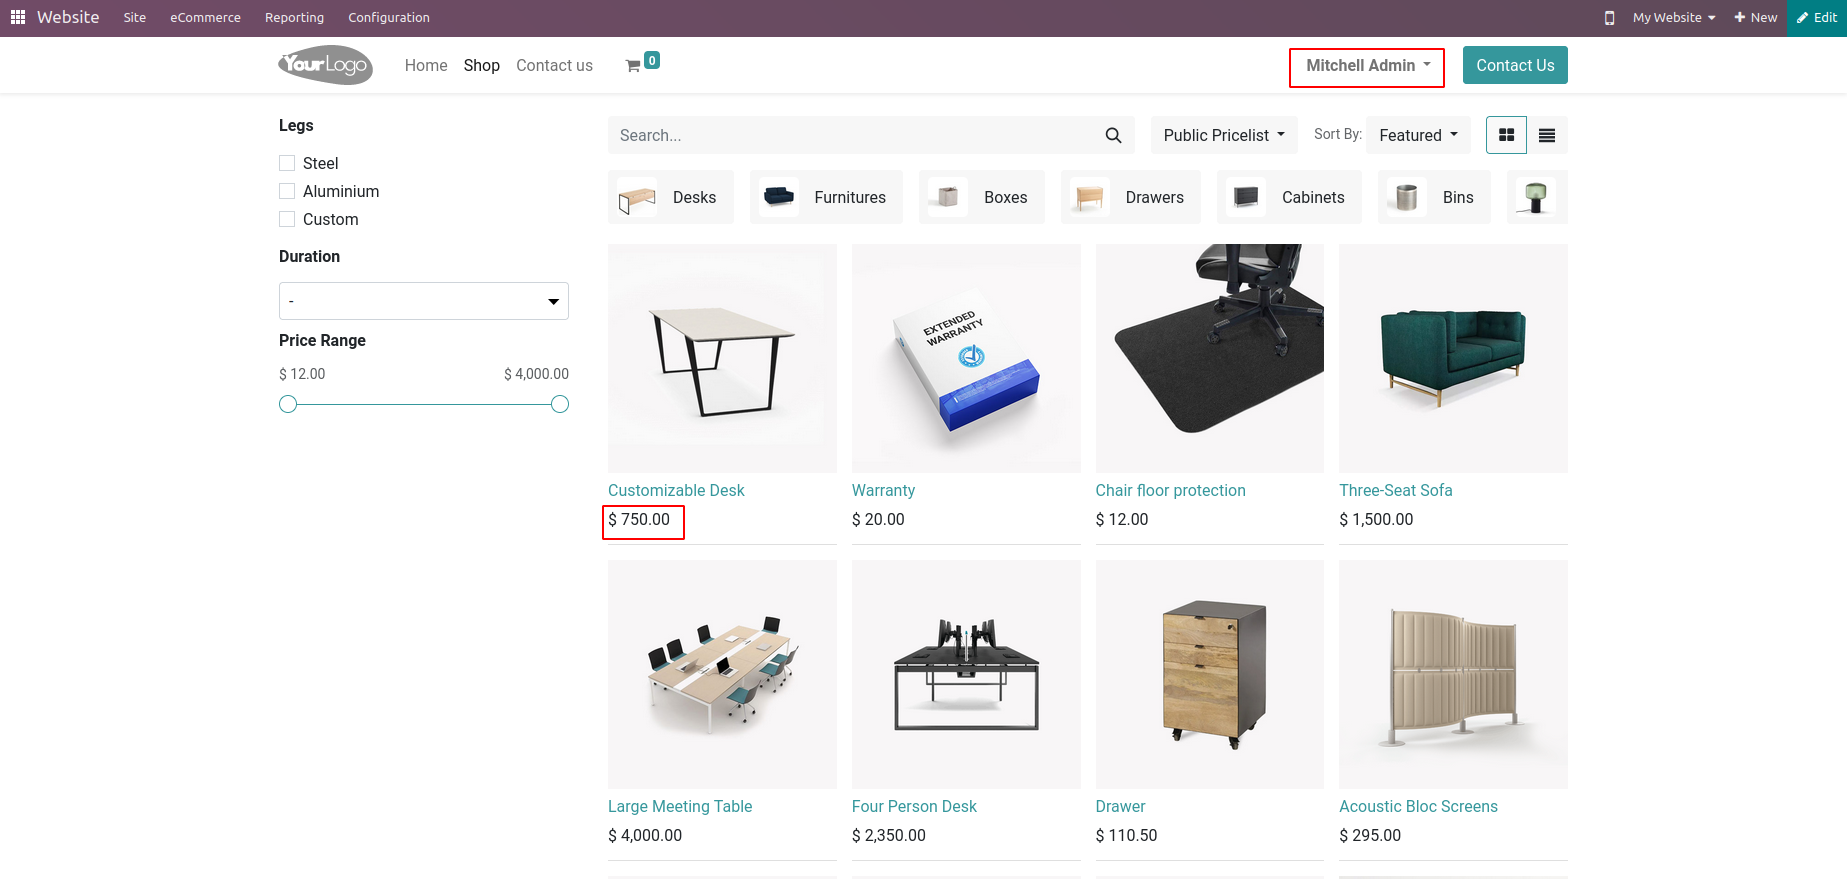 Website Site eCommerce Reporting Configuration My Website New Edit
YourLogo Home Shop Contact us 0 Mitchell Admin Contact Us
Legs
Steel
Aluminium
Custom
Duration
-
Price Range
$ 12.00 $ 4,000.00
Search... Public Pricelist Sort By: Featured
Desks Furnitures Boxes Drawers Cabinets Bins
EXTENDED
WARRANTY
Customizable Desk Warranty Chair floor protection Three-Seat Sofa
$ 750.00 $ 20.00 $ 12.00 $ 1,500.00
Large Meeting Table Four Person Desk Drawer Acoustic Bloc Screens
$ 4,000.00 $ 2,350.00 $ 110.50 $ 295.00